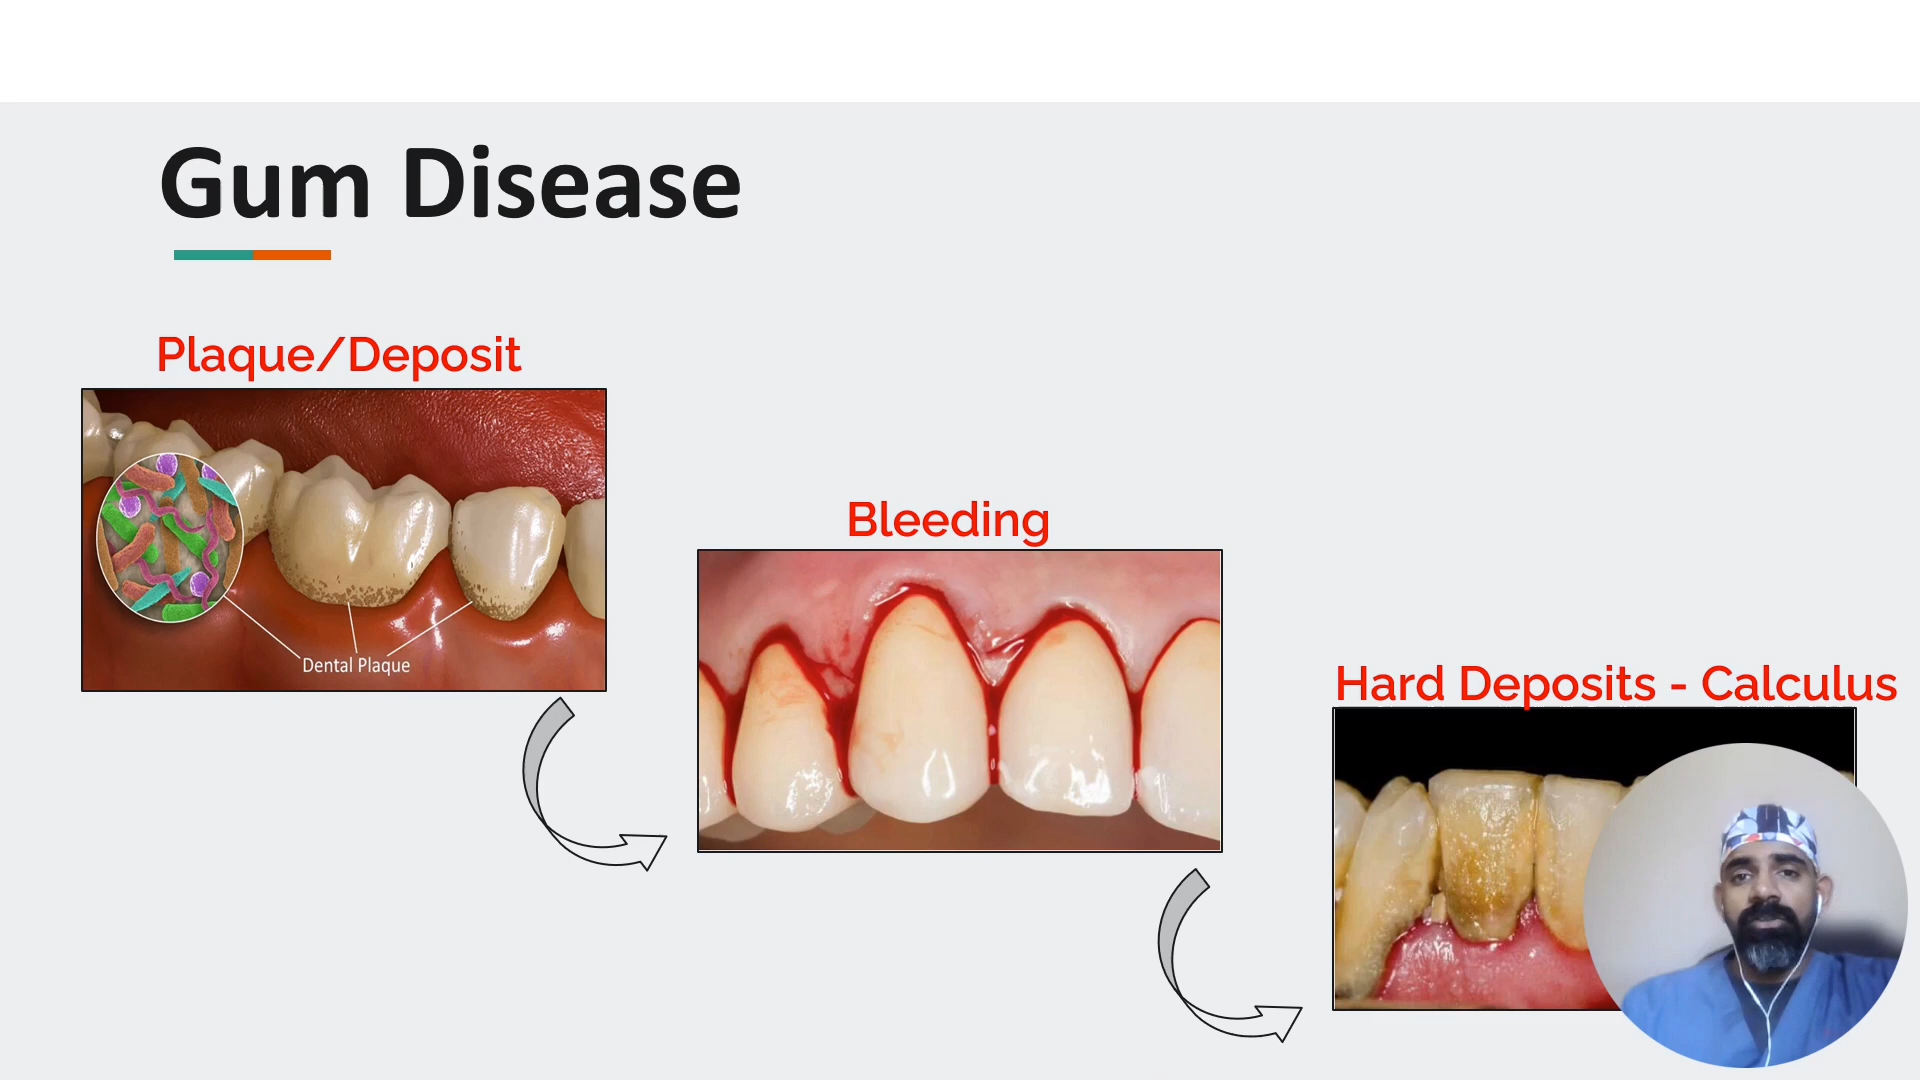 Gum Disease
Plaque/Deposit
Dental Plaque
Bleeding
Hard Deposits - Calculus